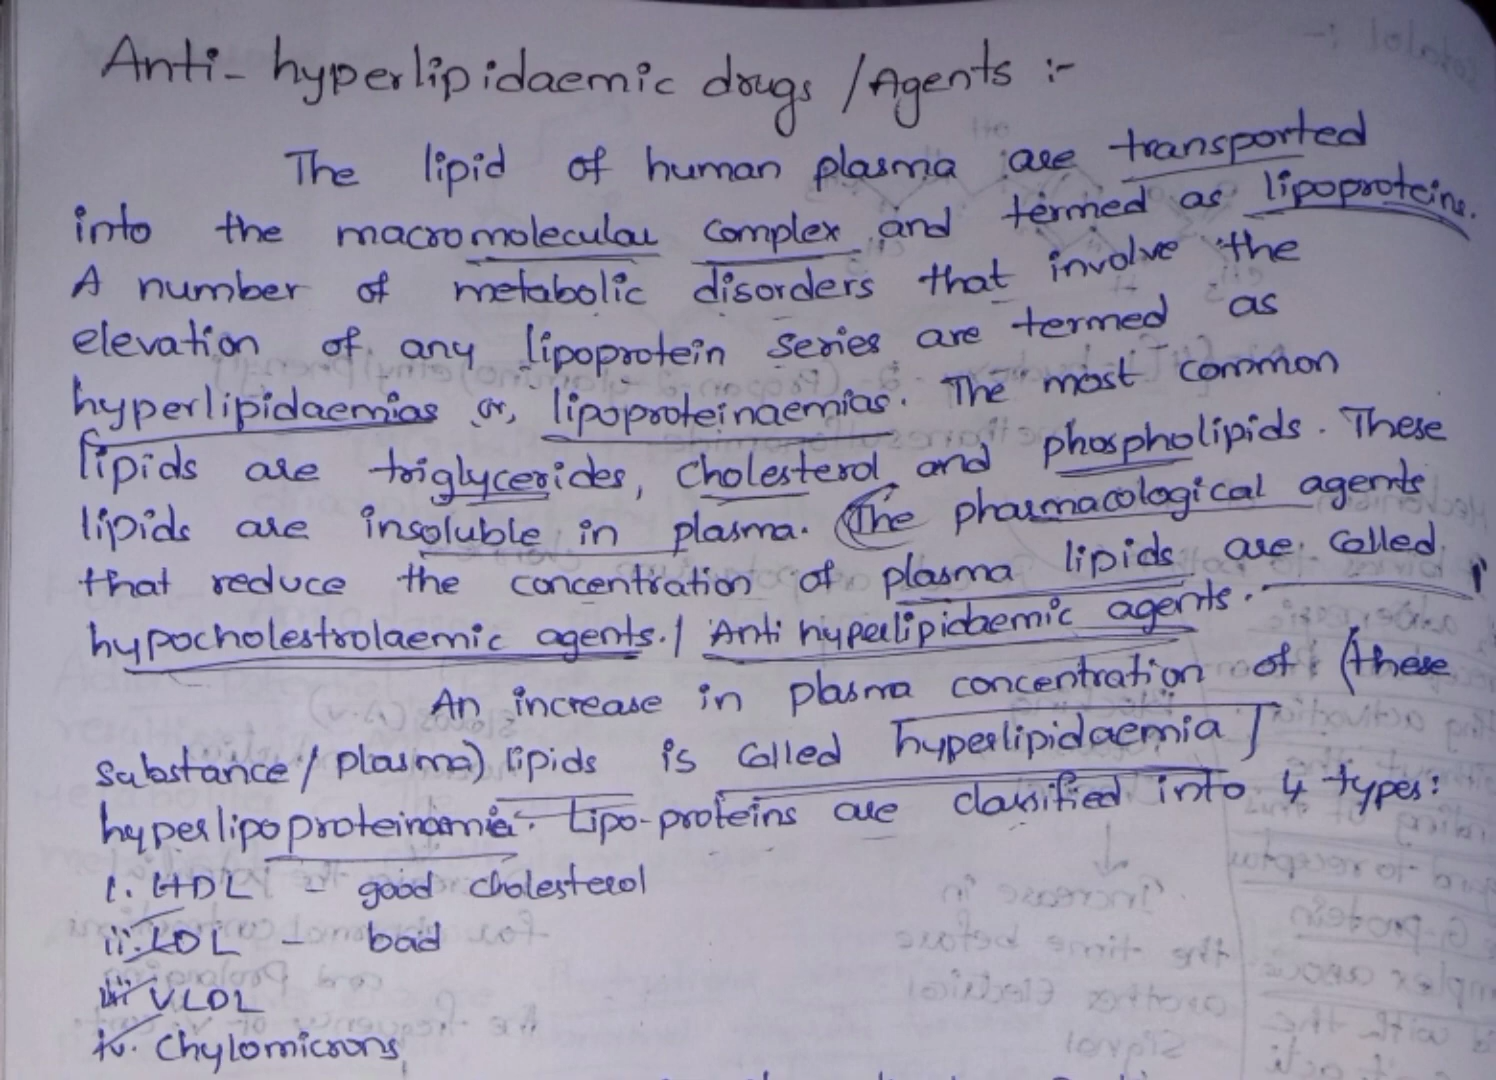 Anti-hyperlipidaemic drugs /Agents :-
The lipid of human plasma are transported
into the macromolecular complex and termed as lipoproteins.
A number of metabolic disorders that involve the
elevation of any lipoprotein series are termed as
hyperlipidaemias or, lipoproteinaemias. The most common
lipids are triglycerides, cholesterol and phospholipids. These
lipids are insoluble in plasma. The pharmacological agents
that reduce the concentration of plasma lipids are called
hypocholestrolaemic agents. / Anti hyperlipidaemic agents.
An increase in plasma concentration of (these
substance / plasma) lipids is called hyperlipidaemia /
hyperlipoproteinamia. Lipo-proteins are classified into 4 types:
i. HDL - good cholesterol
ii. LDL - bad
iii. VLDL
iv. Chylomicrons